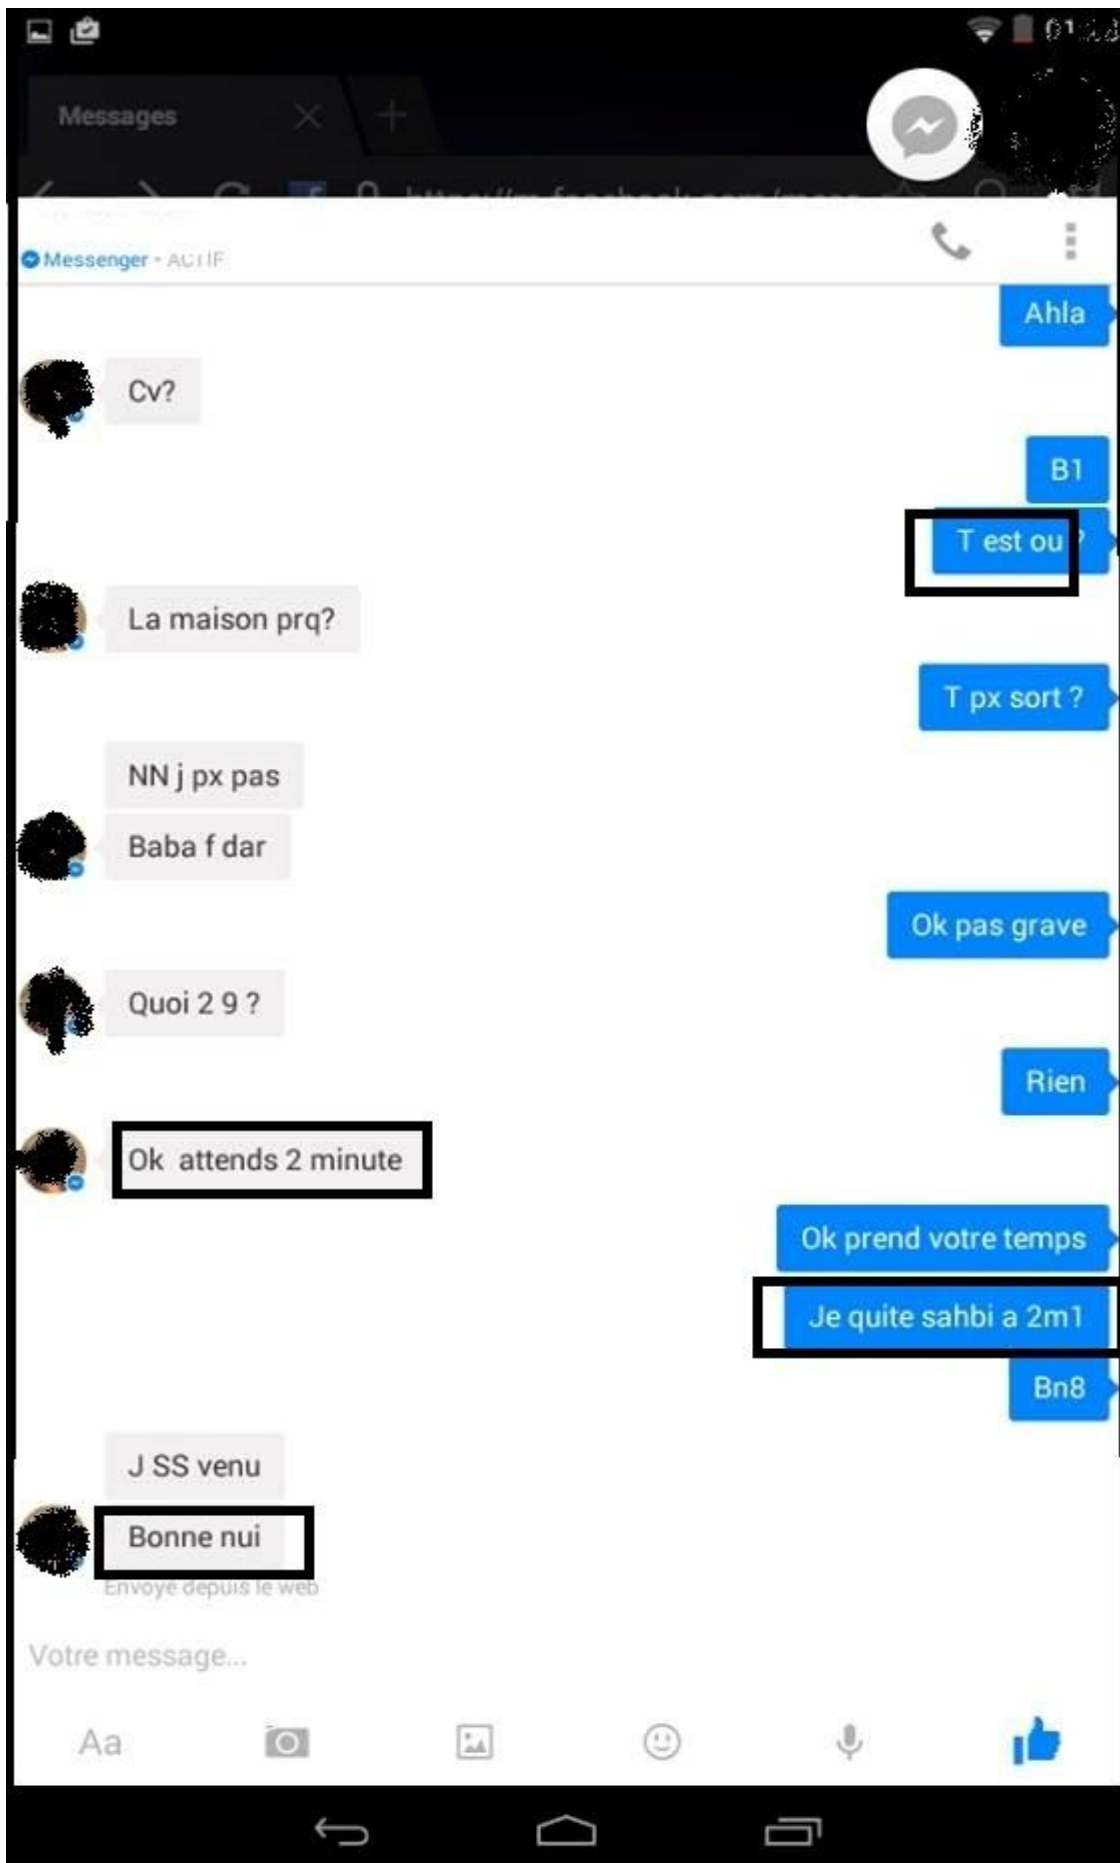 Messages
Messenger • ACTIF
Ahla
Cv?
B1
T est ou ?
La maison prq?
T px sort ?
NN j px pas
Baba f dar
Ok pas grave
Quoi 2 9 ?
Rien
Ok attends 2 minute
Ok prend votre temps
Je quite sahbi a 2m1
Bn8
J SS venu
Bonne nui
Envoyé depuis le web
Votre message...
Aa